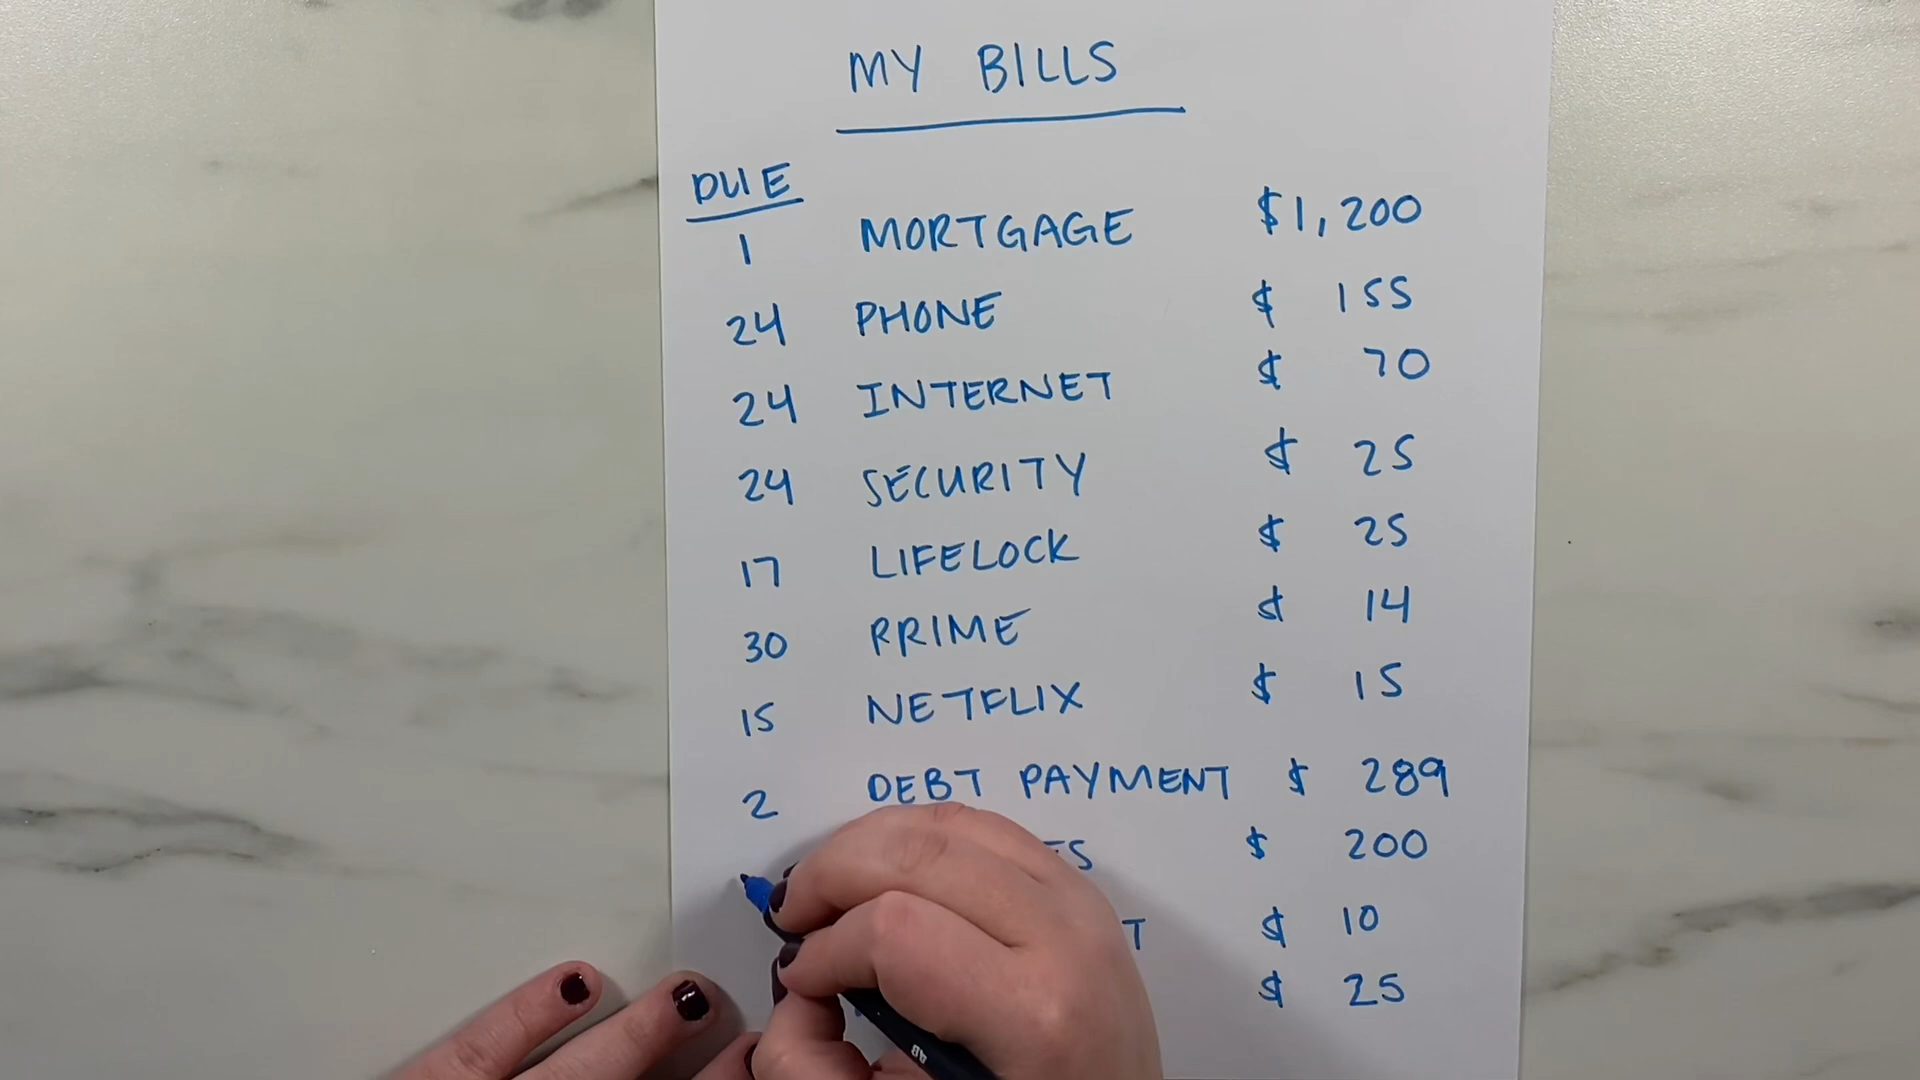 MY BILLS
DUE
1 MORTGAGE $1,200
24 PHONE $ 155
24 INTERNET $ 70
24 SECURITY $ 25
17 LIFELOCK $ 25
30 PRIME $ 14
15 NETFLIX $ 15
2 DEBT PAYMENT $ 289
$ 200
$ 10
$ 25